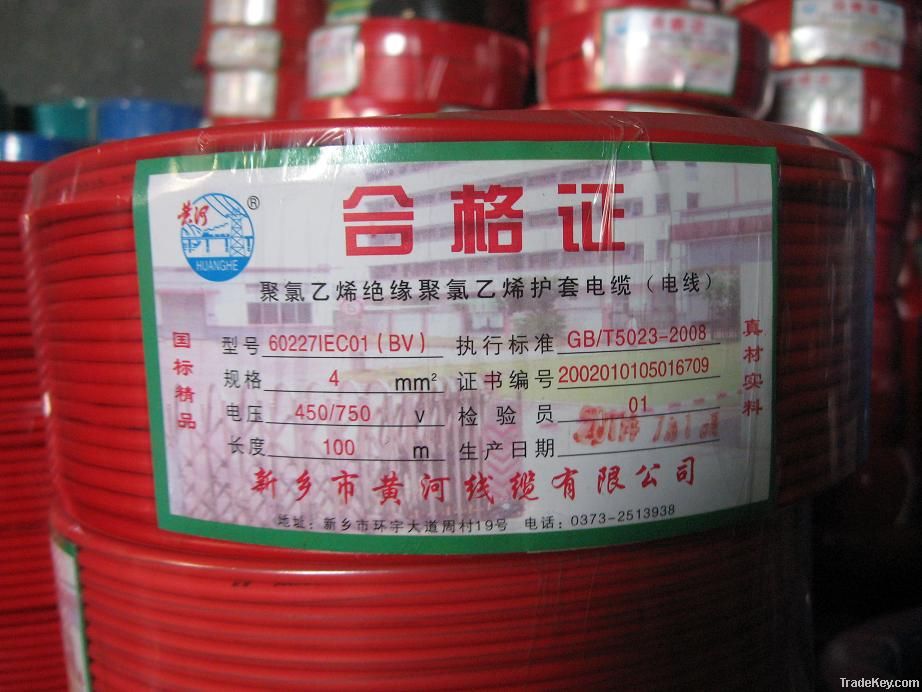 合格证
黄河
®
HUANGHE
聚氯乙烯绝缘聚氯乙烯护套电缆（电线）
国标精品
型号 60227IEC01（BV） 执行标准 GB/T5023-2008
规格 4 mm² 证书编号 2002010105016709
电压 450/750 v 检验员 01
长度 100 m 生产日期
真材实料
新乡市黄河线缆有限公司
地址：新乡市环宇大道周村19号 电话：0373-2513938
TradeKey.com